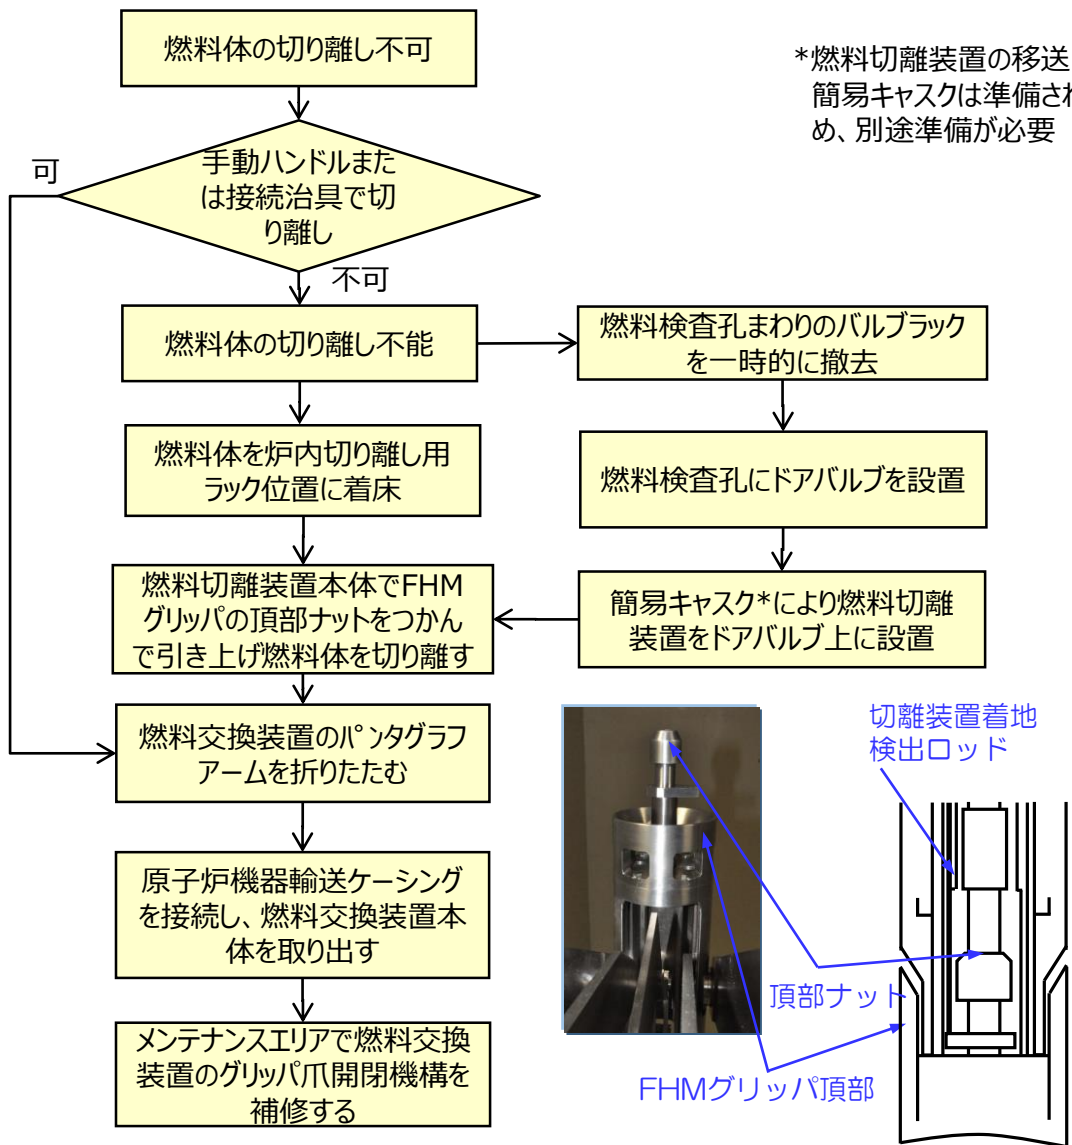 燃料体の切り離し不可
*燃料切離装置の移送
簡易キャスクは準備され
め、別途準備が必要
可
手動ハンドルまた
は接続治具で切
り離し
不可
燃料体の切り離し不能
燃料検査孔まわりのバルブラック
を一時的に撤去
燃料体を炉内切り離し用
ラック位置に着床
燃料検査孔にドアバルブを設置
燃料切離装置本体でFHM
グリッパの頂部ナットをつかん
で引き上げ燃料体を切り離す
簡易キャスク*により燃料切離
装置をドアバルブ上に設置
燃料交換装置のパンタグラフ
アームを折りたたむ
切離装置着地
検出ロッド
原子炉機器輸送ケーシング
を接続し、燃料交換装置本
体を取り出す
頂部ナット
メンテナンスエリアで燃料交換
装置のグリッパ爪開閉機構を
補修する
FHMグリッパ頂部